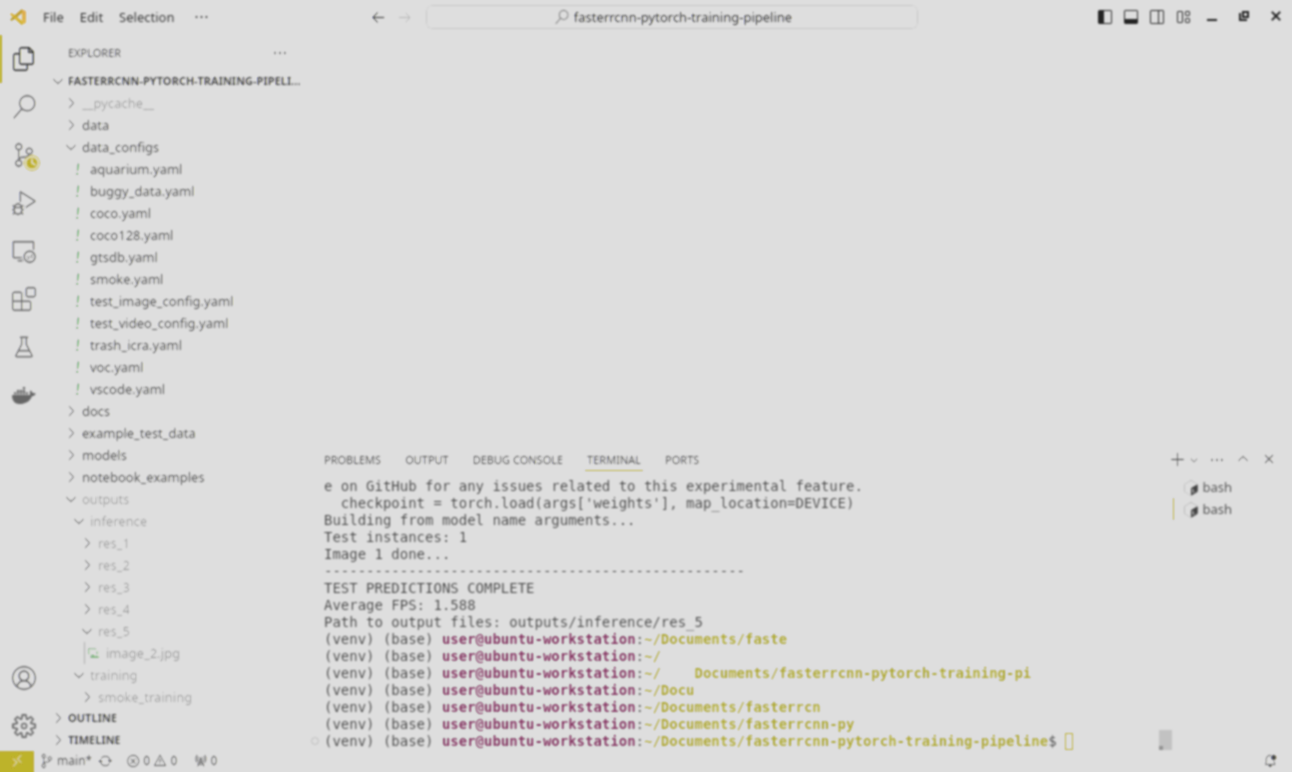 File Edit Selection ···
fasterrcnn-pytorch-training-pipeline
EXPLORER ···
FASTERRCNN-PYTORCH-TRAINING-PIPELI...
__pycache__
data
data_configs
! aquarium.yaml
! buggy_data.yaml
! coco.yaml
! coco128.yaml
! gtsdb.yaml
! smoke.yaml
! test_image_config.yaml
! test_video_config.yaml
! trash_icra.yaml
! voc.yaml
! vscode.yaml
docs
example_test_data
models
notebook_examples
outputs
inference
res_1
res_2
res_3
res_4
res_5
image_2.jpg
training
smoke_training
OUTLINE
TIMELINE
PROBLEMS OUTPUT DEBUG CONSOLE TERMINAL PORTS
e on GitHub for any issues related to this experimental feature.
checkpoint = torch.load(args['weights'], map_location=DEVICE)
Building from model name arguments...
Test instances: 1
Image 1 done...
--------------------------------------------------
TEST PREDICTIONS COMPLETE
Average FPS: 1.588
Path to output files: outputs/inference/res_5
(venv) (base) user@ubuntu-workstation:~/Documents/faste
(venv) (base) user@ubuntu-workstation:~/
(venv) (base) user@ubuntu-workstation:~/    Documents/fasterrcnn-pytorch-training-pi
(venv) (base) user@ubuntu-workstation:~/Docu
(venv) (base) user@ubuntu-workstation:~/Documents/fasterrcn
(venv) (base) user@ubuntu-workstation:~/Documents/fasterrcnn-py
(venv) (base) user@ubuntu-workstation:~/Documents/fasterrcnn-pytorch-training-pipeline$
bash
bash
main* 0 0 0